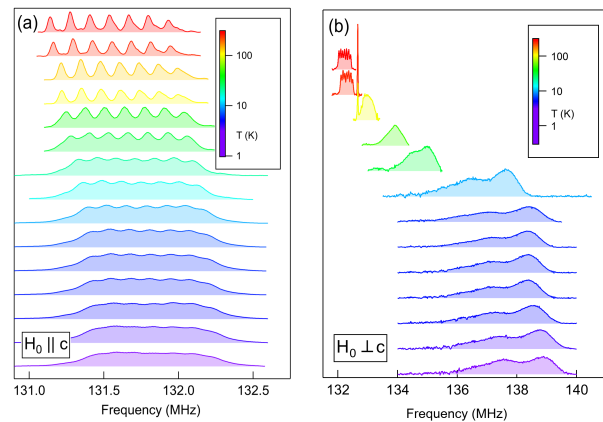 (a)
100
10
T (K)
1
H0 || c
131.0 131.5 132.0 132.5
Frequency (MHz)
(b)
100
10
T (K)
1
H0 ⊥ c
132 134 136 138 140
Frequency (MHz)